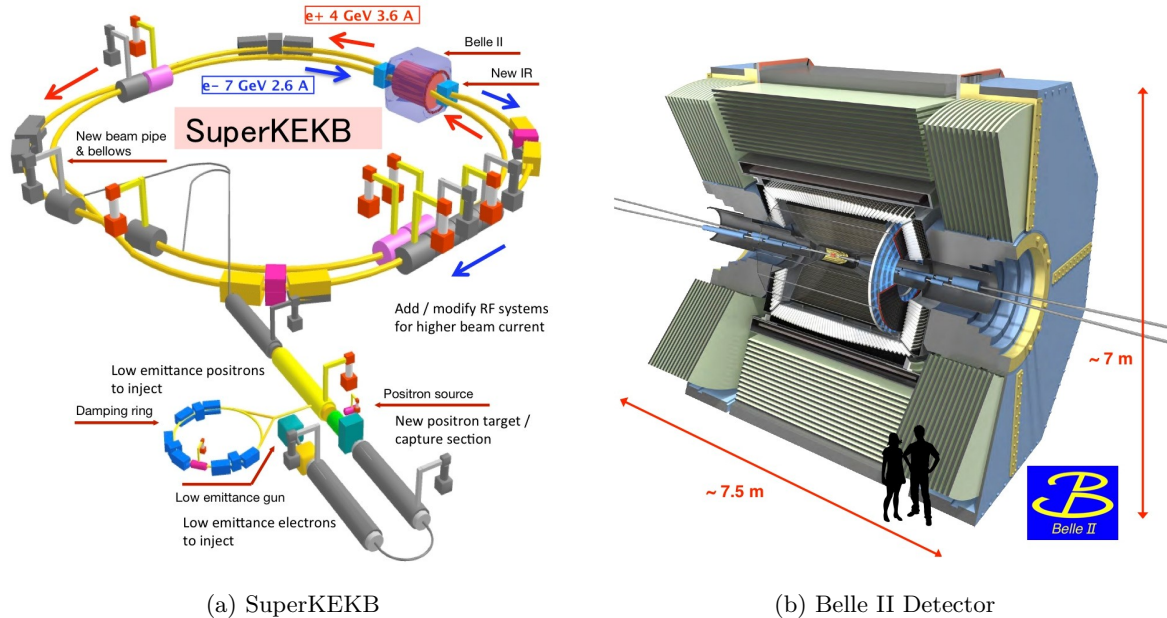 e+ 4 GeV 3.6 A
Belle II
New IR
e- 7 GeV 2.6 A
SuperKEKB
New beam pipe
& bellows
Add / modify RF systems
for higher beam current
Low emittance positrons
to inject
Damping ring
Positron source
New positron target /
capture section
Low emittance gun
Low emittance electrons
to inject
(a) SuperKEKB
~ 7 m
~ 7.5 m
B
Belle II
(b) Belle II Detector